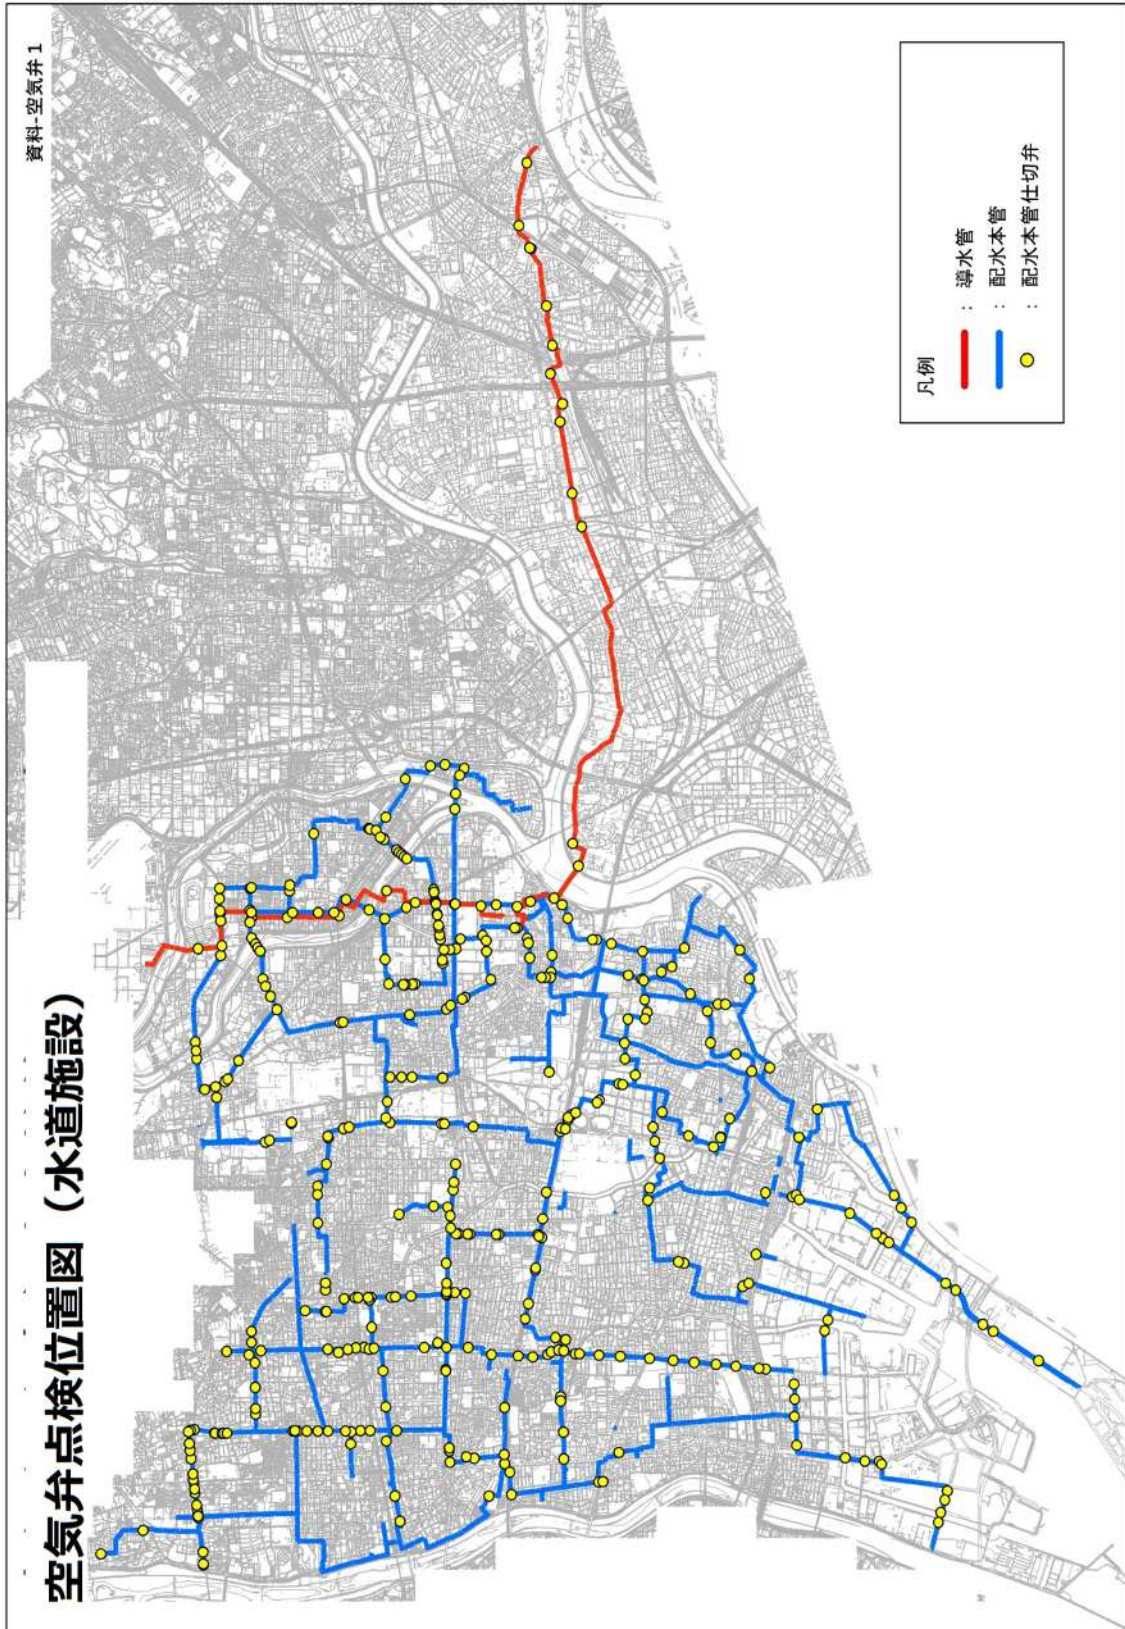 資料-空気弁1
空気弁点検位置図（水道施設）
凡例
：導水管
：配水本管
：配水本管仕切弁